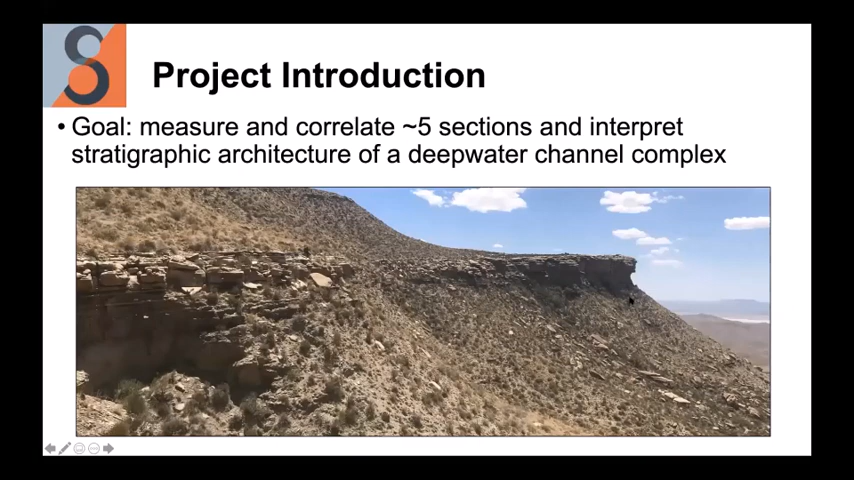 Project Introduction
• Goal: measure and correlate ~5 sections and interpret
stratigraphic architecture of a deepwater channel complex